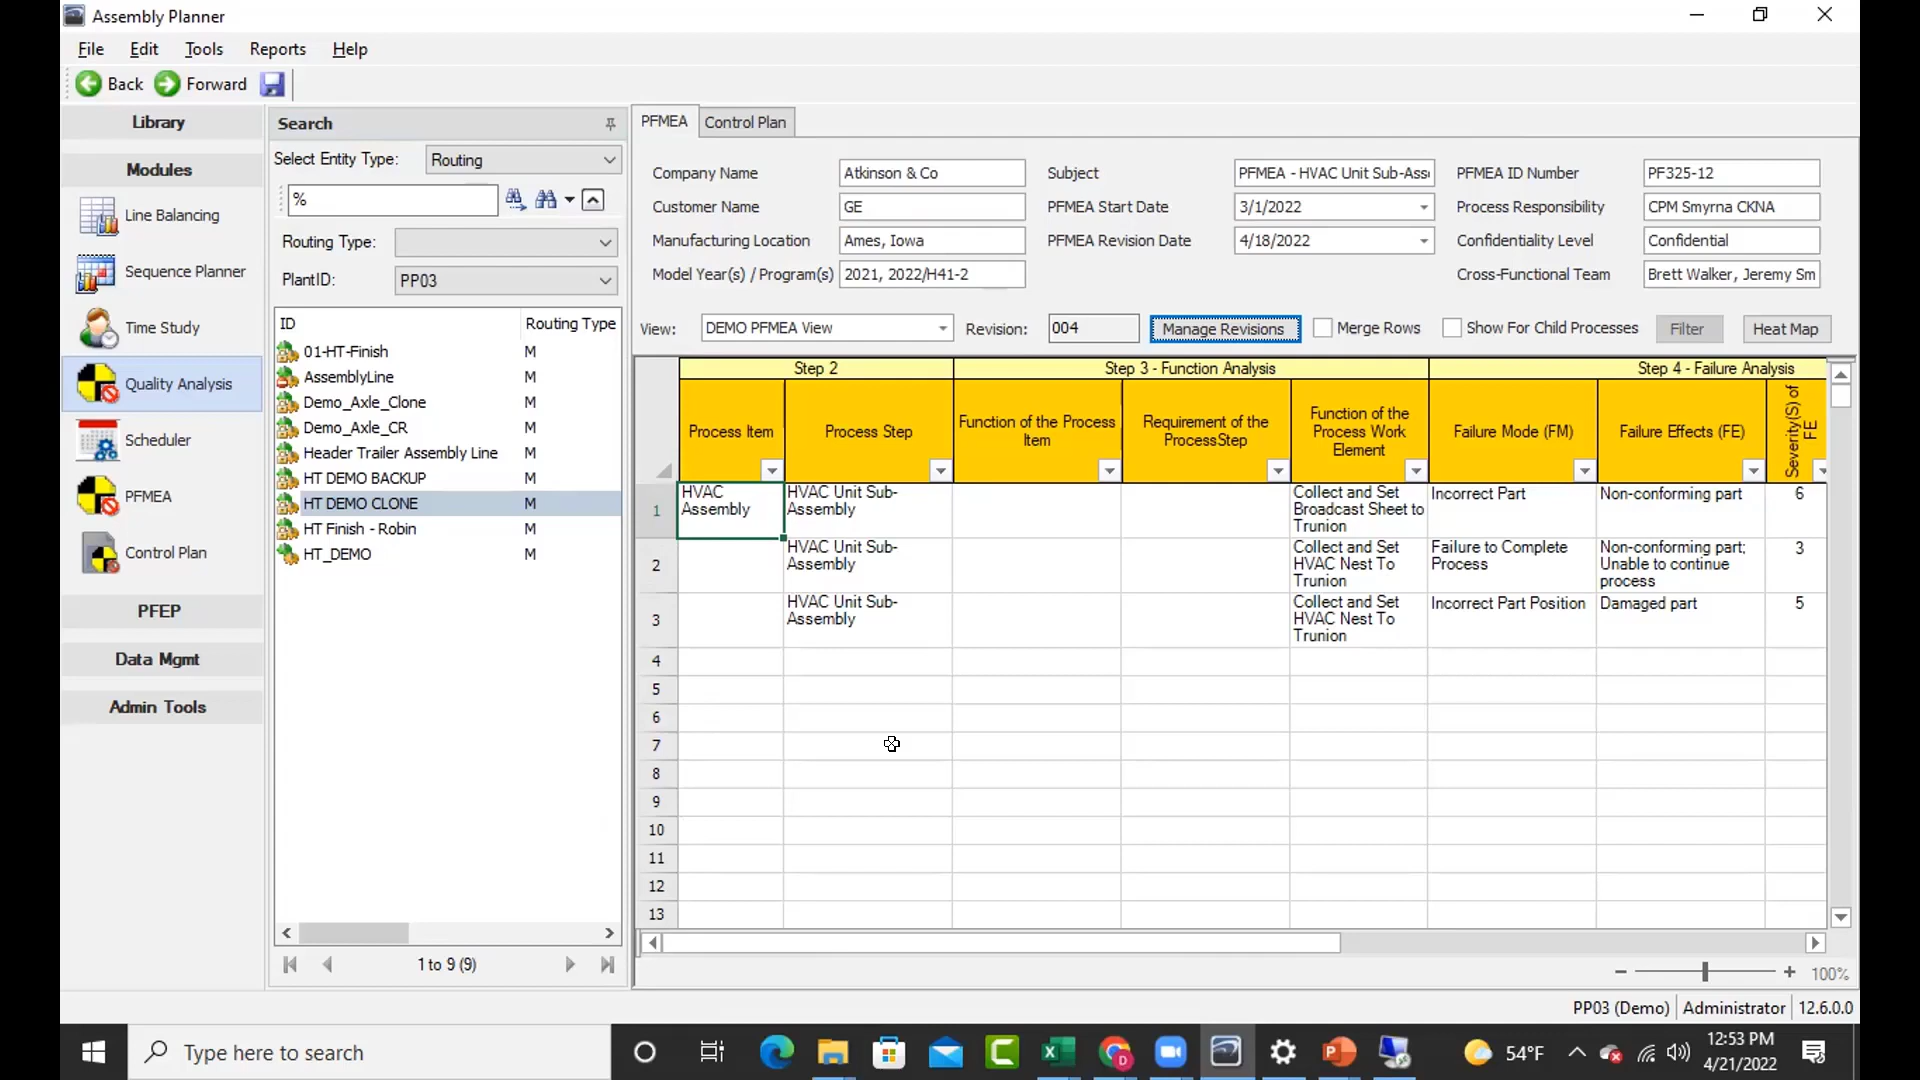 Assembly Planner
File Edit Tools Reports Help
Back Forward
Library
Modules
Line Balancing
Sequence Planner
Time Study
Quality Analysis
Scheduler
PFMEA
Control Plan
PFEP
Data Mgmt
Admin Tools
Search
Select Entity Type: Routing
%
Routing Type:
PlantID: PP03
ID Routing Type
01-HT-Finish M
AssemblyLine M
Demo_Axle_Clone M
Demo_Axle_CR M
Header Trailer Assembly Line M
HT DEMO BACKUP M
HT DEMO CLONE M
HT Finish - Robin M
HT_DEMO M
1 to 9 (9)
PFMEA Control Plan
Company Name Atkinson & Co Subject PFMEA - HVAC Unit Sub-Ass PFMEA ID Number PF325-12
Customer Name GE PFMEA Start Date 3/1/2022 Process Responsibility CPM Smyrna CKNA
Manufacturing Location Ames, Iowa PFMEA Revision Date 4/18/2022 Confidentiality Level Confidential
Model Year(s) / Program(s) 2021, 2022/H41-2 Cross-Functional Team Brett Walker, Jeremy Sm
View: DEMO PFMEA View Revision: 004 Manage Revisions Merge Rows Show For Child Processes Filter Heat Map
Step 2 Step 3 - Function Analysis Step 4 - Failure Analysis
Process Item
Process Step
Function of the Process
Item
Requirement of the
ProcessStep
Function of the
Process Work
Element
Failure Mode (FM)
Failure Effects (FE)
Severity(S) of
FE
1
HVAC
Assembly
HVAC Unit Sub-
Assembly
Collect and Set
Broadcast Sheet to
Trunion
Incorrect Part
Non-conforming part
6
2
HVAC Unit Sub-
Assembly
Collect and Set
HVAC Nest To
Trunion
Failure to Complete
Process
Non-conforming part;
Unable to continue
process
3
3
HVAC Unit Sub-
Assembly
Collect and Set
HVAC Nest To
Trunion
Incorrect Part Position
Damaged part
5
4
5
6
7
8
9
10
11
12
13
100%
PP03 (Demo) Administrator 12.6.0.0
Type here to search
54°F
12:53 PM
4/21/2022